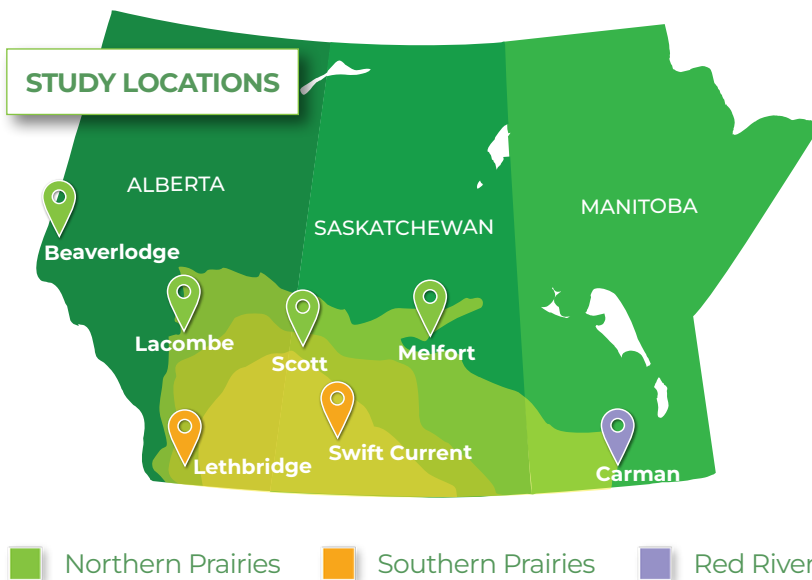 STUDY LOCATIONS
ALBERTA
SASKATCHEWAN
MANITOBA
Beaverlodge
Lacombe
Scott
Melfort
Lethbridge
Swift Current
Carman
Northern Prairies
Southern Prairies
Red River